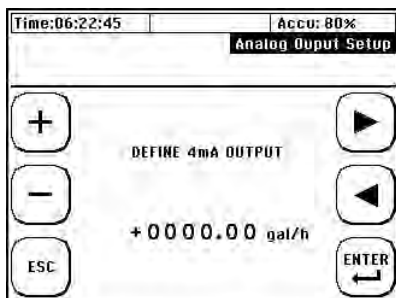 Time:06:22:45 Accu: 80%
Analog Ouput Setup
+
DEFINE 4mA OUTPUT
-
+0000.00 gal/h
ESC
ENTER